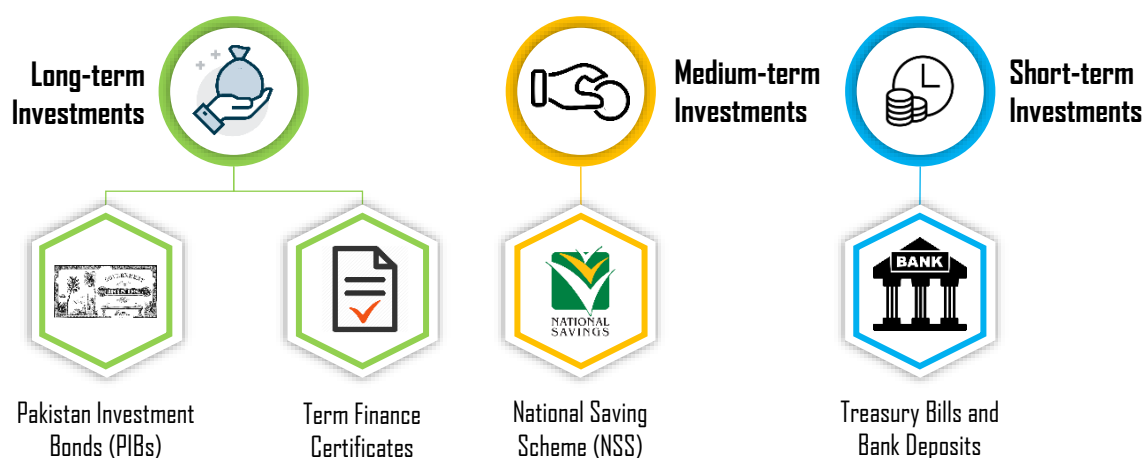 Long-term
Investments
Medium-term
Investments
Short-term
Investments
NATIONAL
SAVINGS
BANK
Pakistan Investment
Bonds (PIBs)
Term Finance
Certificates
National Saving
Scheme (NSS)
Treasury Bills and
Bank Deposits